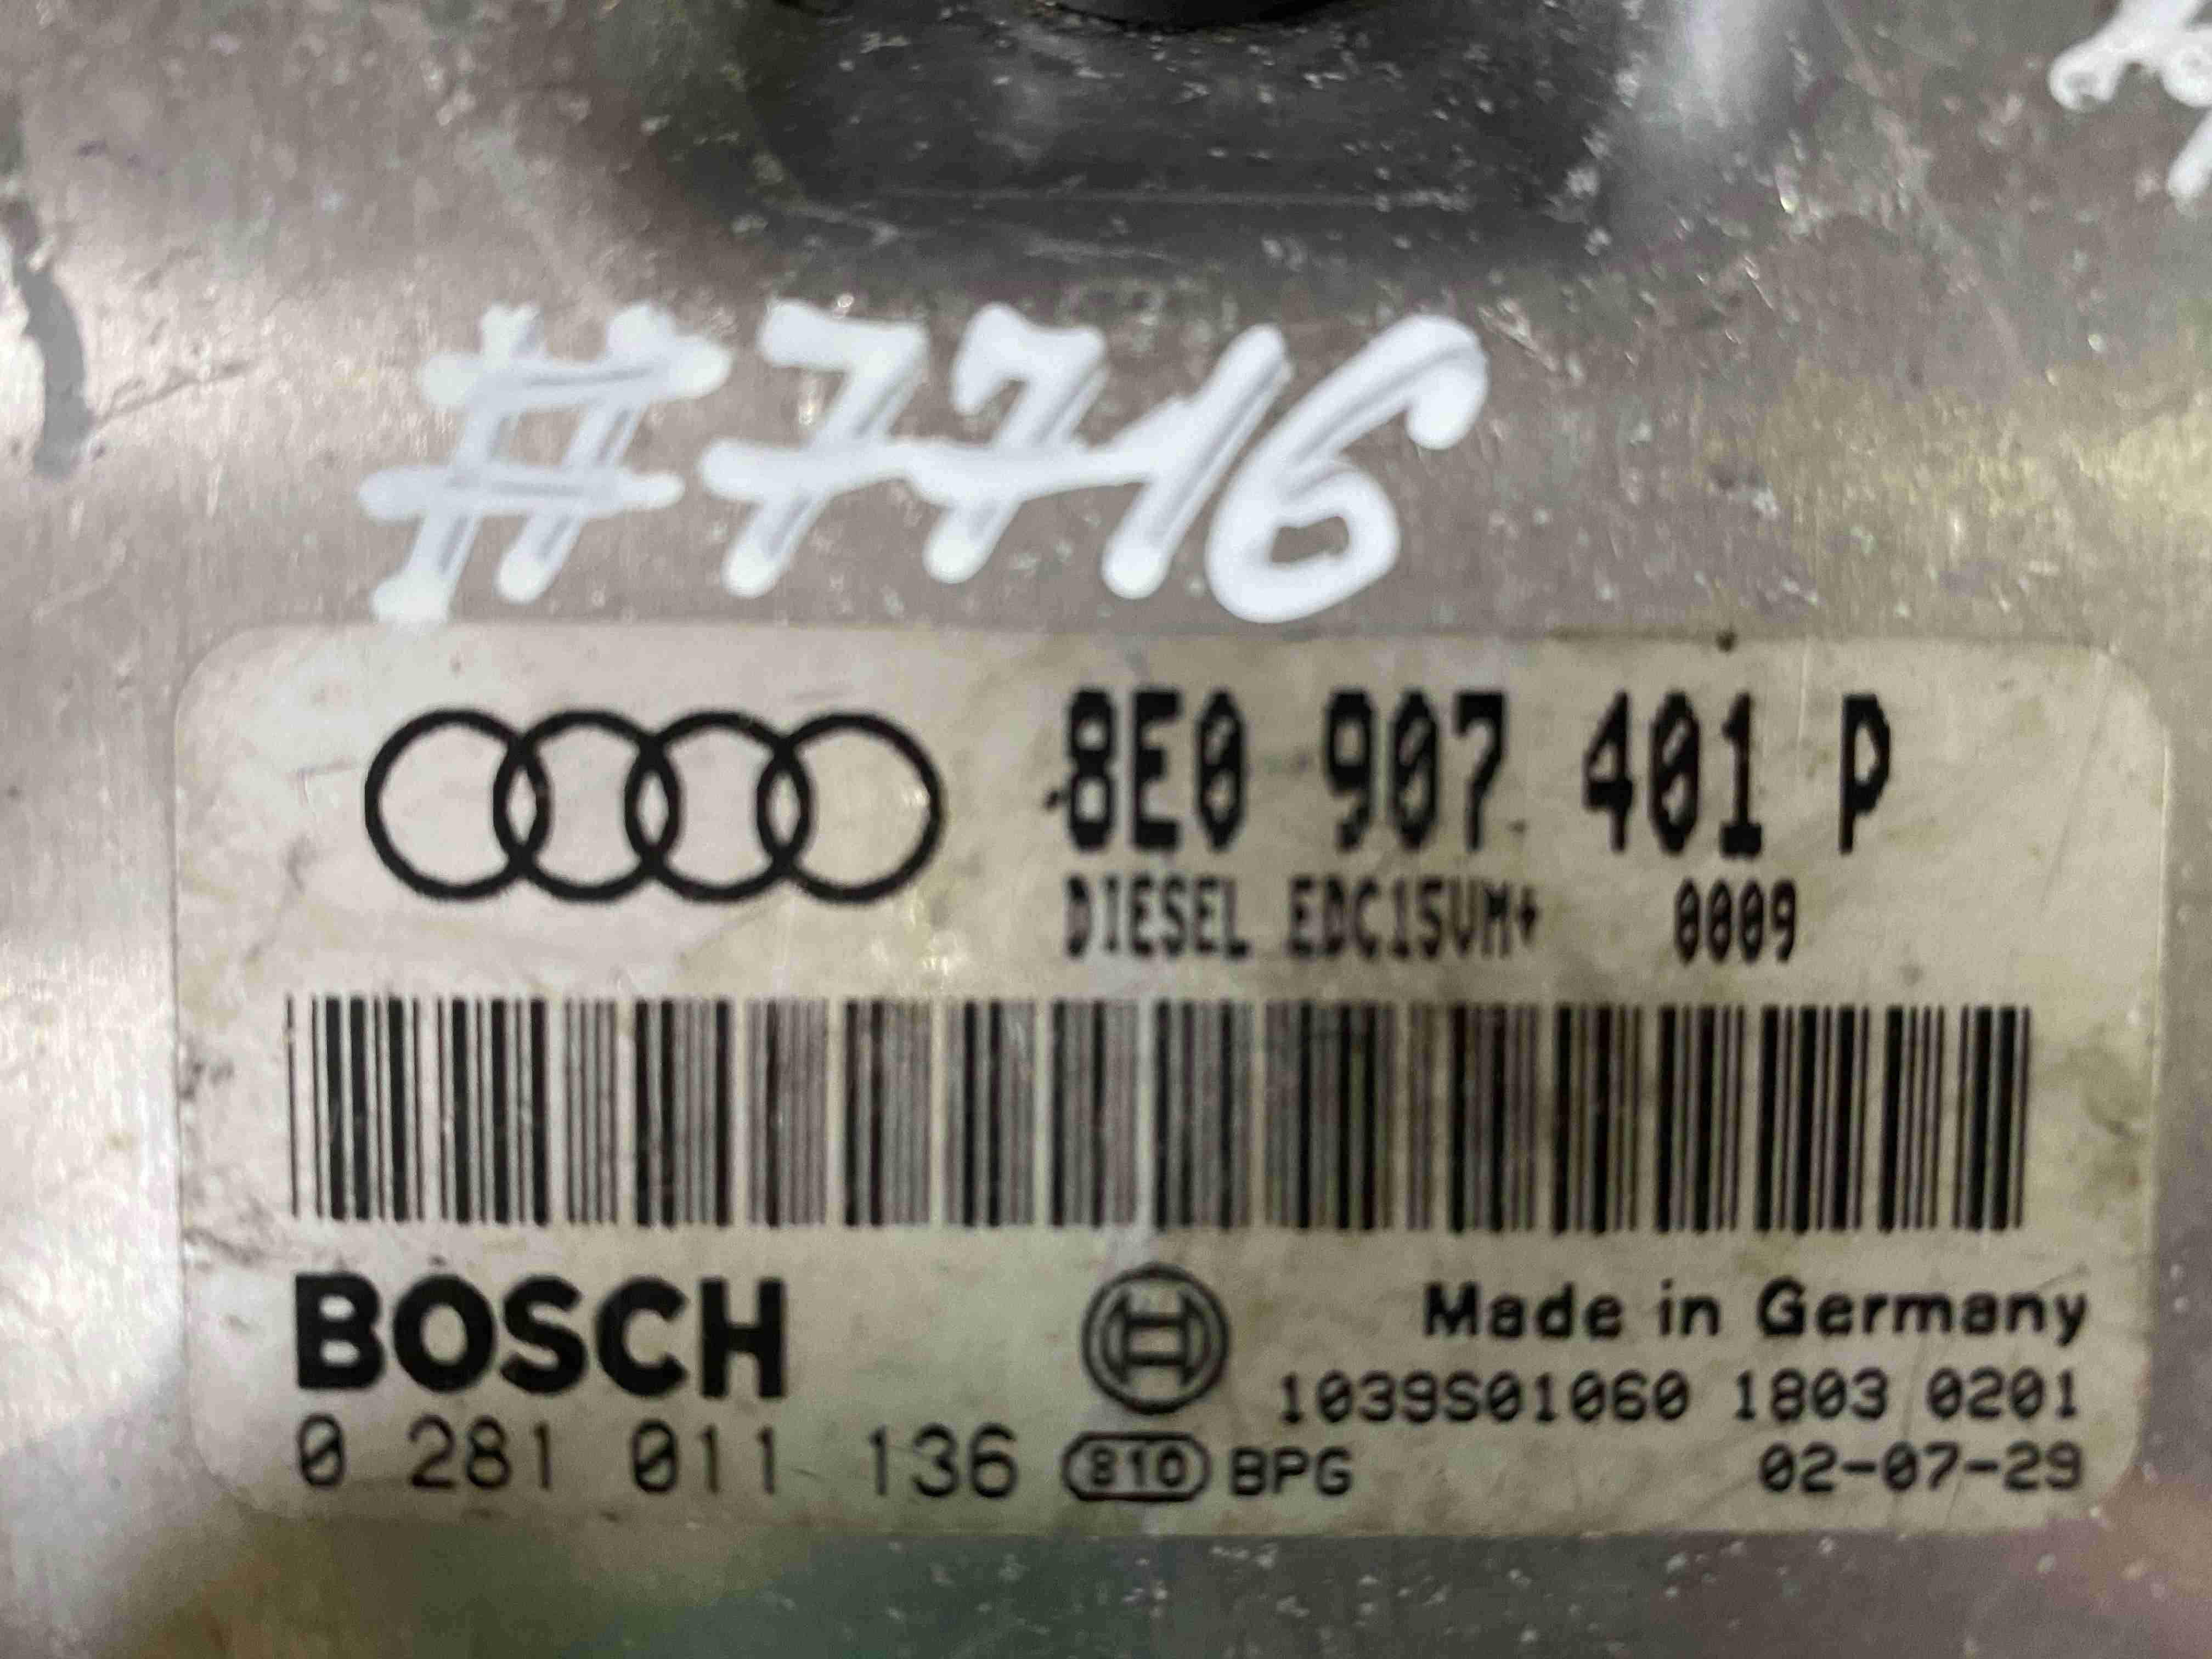 #7716
8E0 907 401 P
DIESEL EDC15VM+ 0009
BOSCH
Made in Germany
1039S01060 1803 0201
0 281 011 136 810 BPG 02-07-29